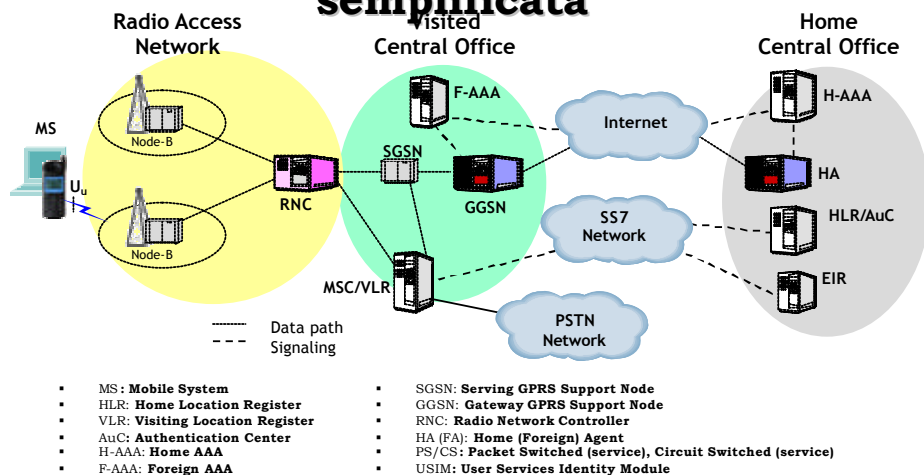 semplificata
Radio Access
Network
Visited
Central Office
Home
Central Office
F-AAA
H-AAA
Internet
MS
Node-B
SGSN
Uu
RNC
GGSN
HA
SS7
Network
HLR/AuC
Node-B
MSC/VLR
EIR
PSTN
Network
Data path
Signaling
▪ MS: Mobile System
▪ HLR: Home Location Register
▪ VLR: Visiting Location Register
▪ AuC: Authentication Center
▪ H-AAA: Home AAA
▪ F-AAA: Foreign AAA
▪ SGSN: Serving GPRS Support Node
▪ GGSN: Gateway GPRS Support Node
▪ RNC: Radio Network Controller
▪ HA (FA): Home (Foreign) Agent
▪ PS/CS: Packet Switched (service), Circuit Switched (service)
▪ USIM: User Services Identity Module